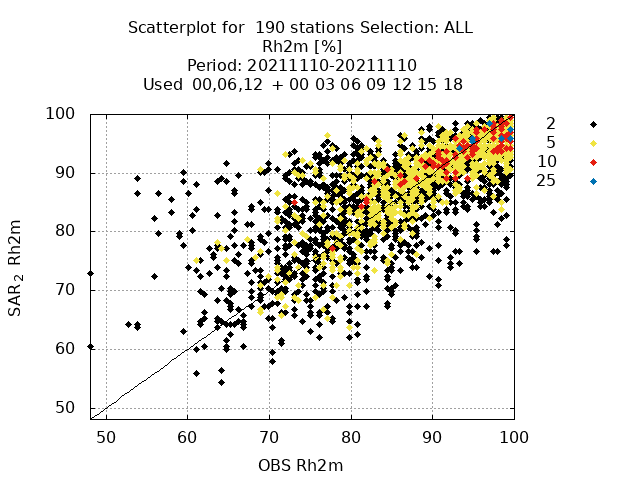 Scatterplot for  190 stations Selection: ALL
Rh2m [%]
Period: 20211110-20211110
Used  00,06,12  + 00 03 06 09 12 15 18
100
90
80
70
60
50
50 60 70 80 90 100
SAR₂ Rh2m
OBS Rh2m
2
5
10
25